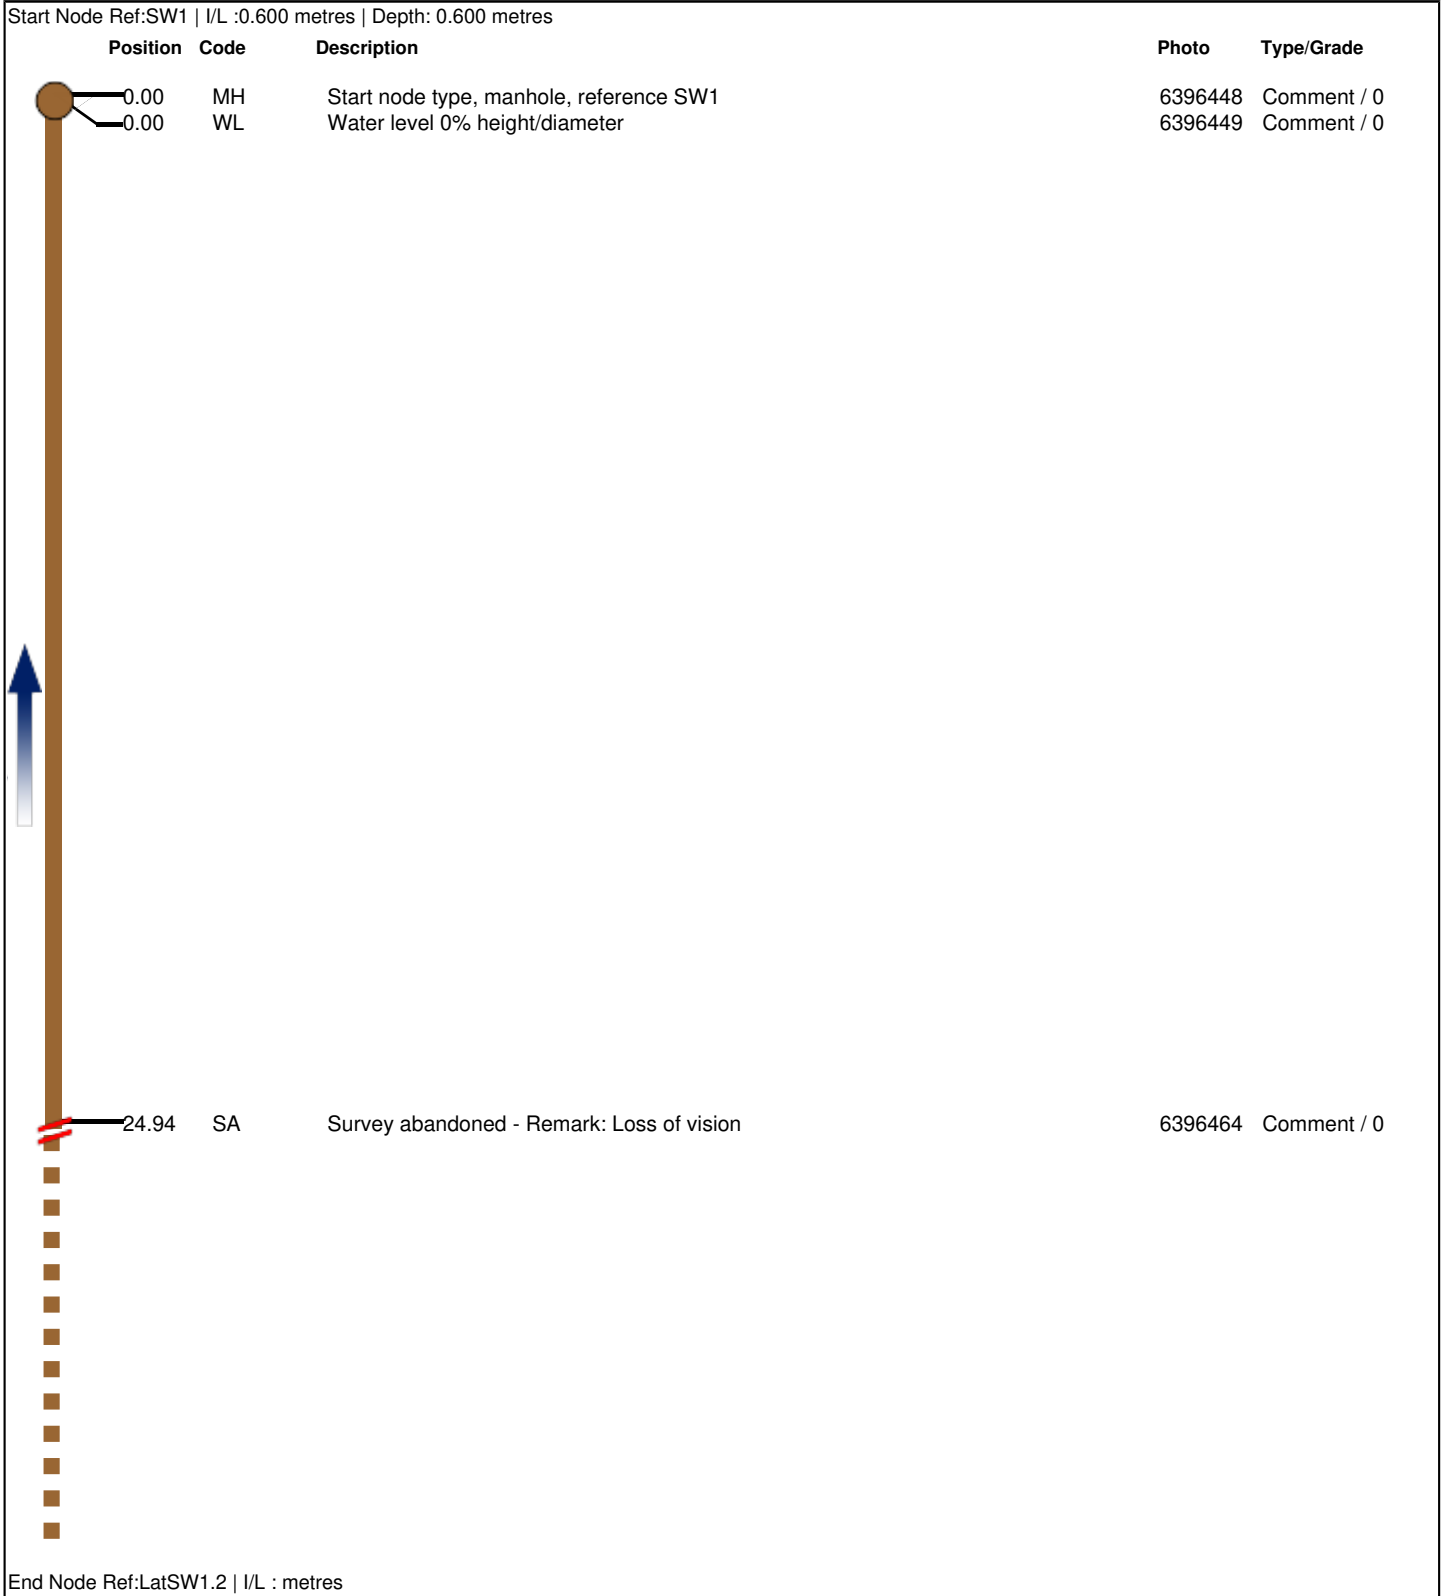 Start Node Ref:SW1 | I/L :0.600 metres | Depth: 0.600 metres
Position Code Description Photo Type/Grade
0.00 MH Start node type, manhole, reference SW1 6396448 Comment / 0
0.00 WL Water level 0% height/diameter 6396449 Comment / 0
24.94 SA Survey abandoned - Remark: Loss of vision 6396464 Comment / 0
End Node Ref:LatSW1.2 | I/L : metres